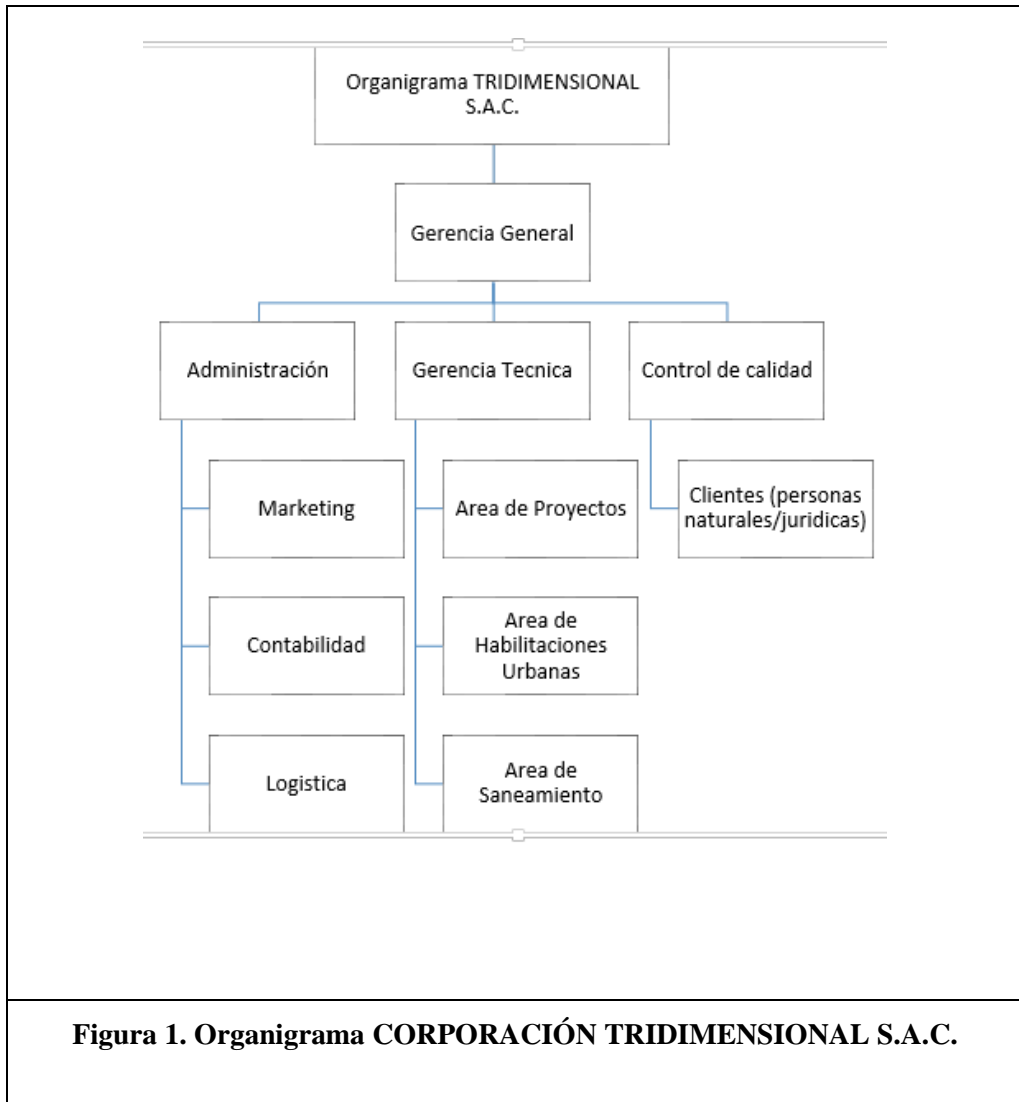 Organigrama TRIDIMENSIONAL
S.A.C.
Gerencia General
Administración
Gerencia Tecnica
Control de calidad
Marketing
Area de Proyectos
Clientes (personas
naturales/juridicas)
Contabilidad
Area de
Habilitaciones
Urbanas
Logistica
Area de
Saneamiento
Figura 1. Organigrama CORPORACIÓN TRIDIMENSIONAL S.A.C.